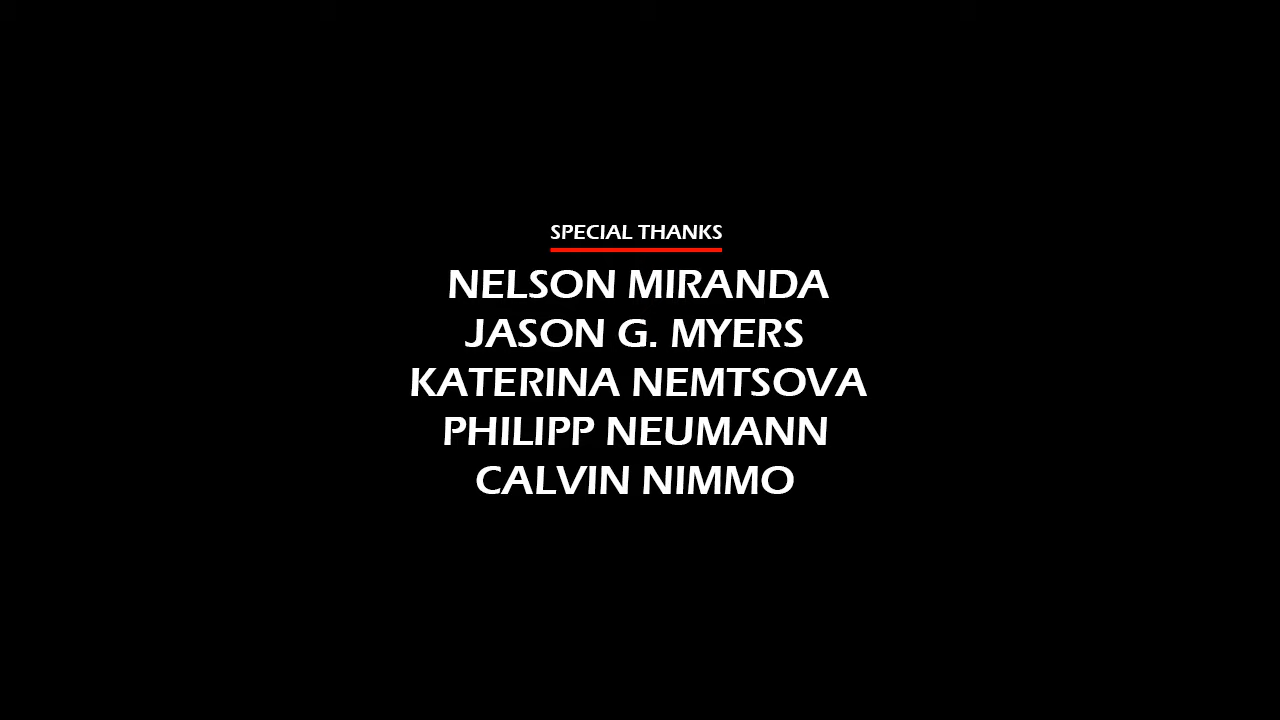 SPECIAL THANKS
NELSON MIRANDA
JASON G. MYERS
KATERINA NEMTSOVA
PHILIPP NEUMANN
CALVIN NIMMO